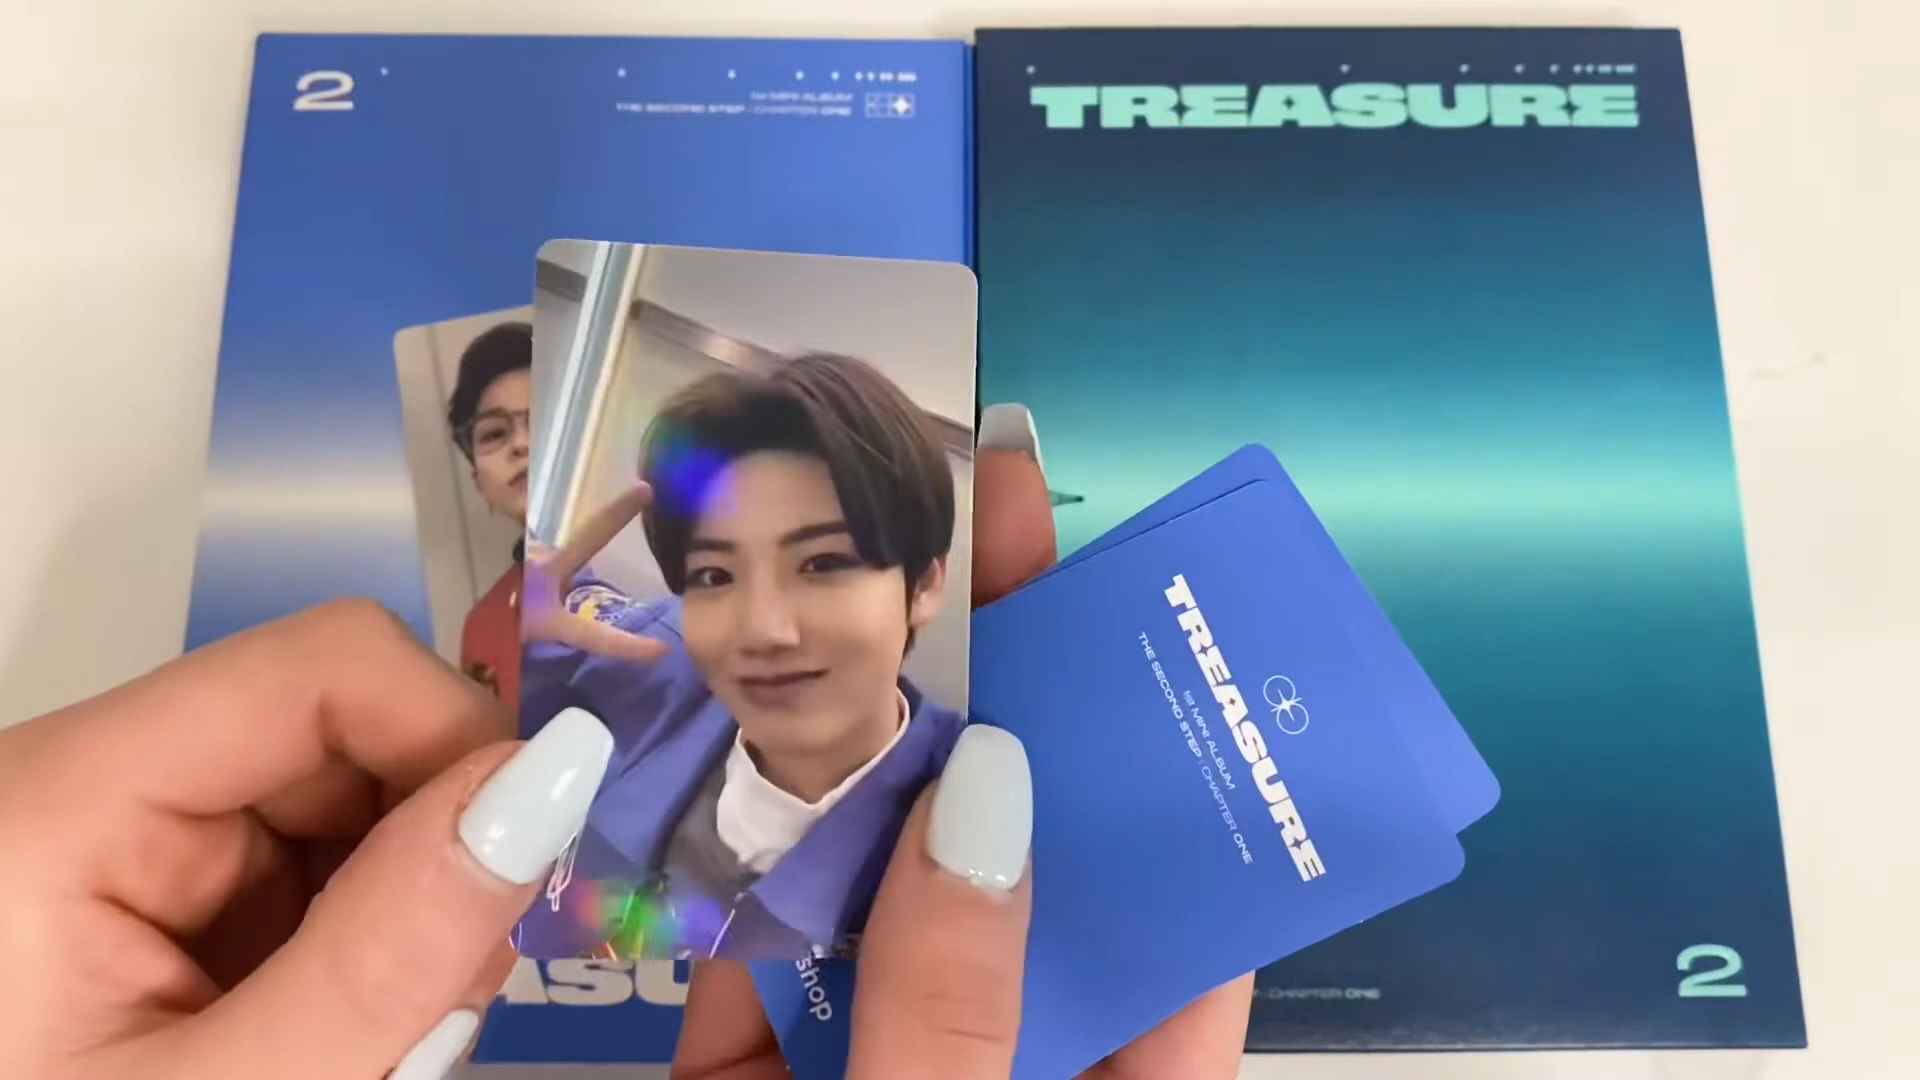 2
1st MINI ALBUM
THE SECOND STEP : CHAPTER ONE
TREASURE
TREASURE
1st MINI ALBUM
THE SECOND STEP : CHAPTER ONE
shop
ASU
: CHAPTER ONE
2